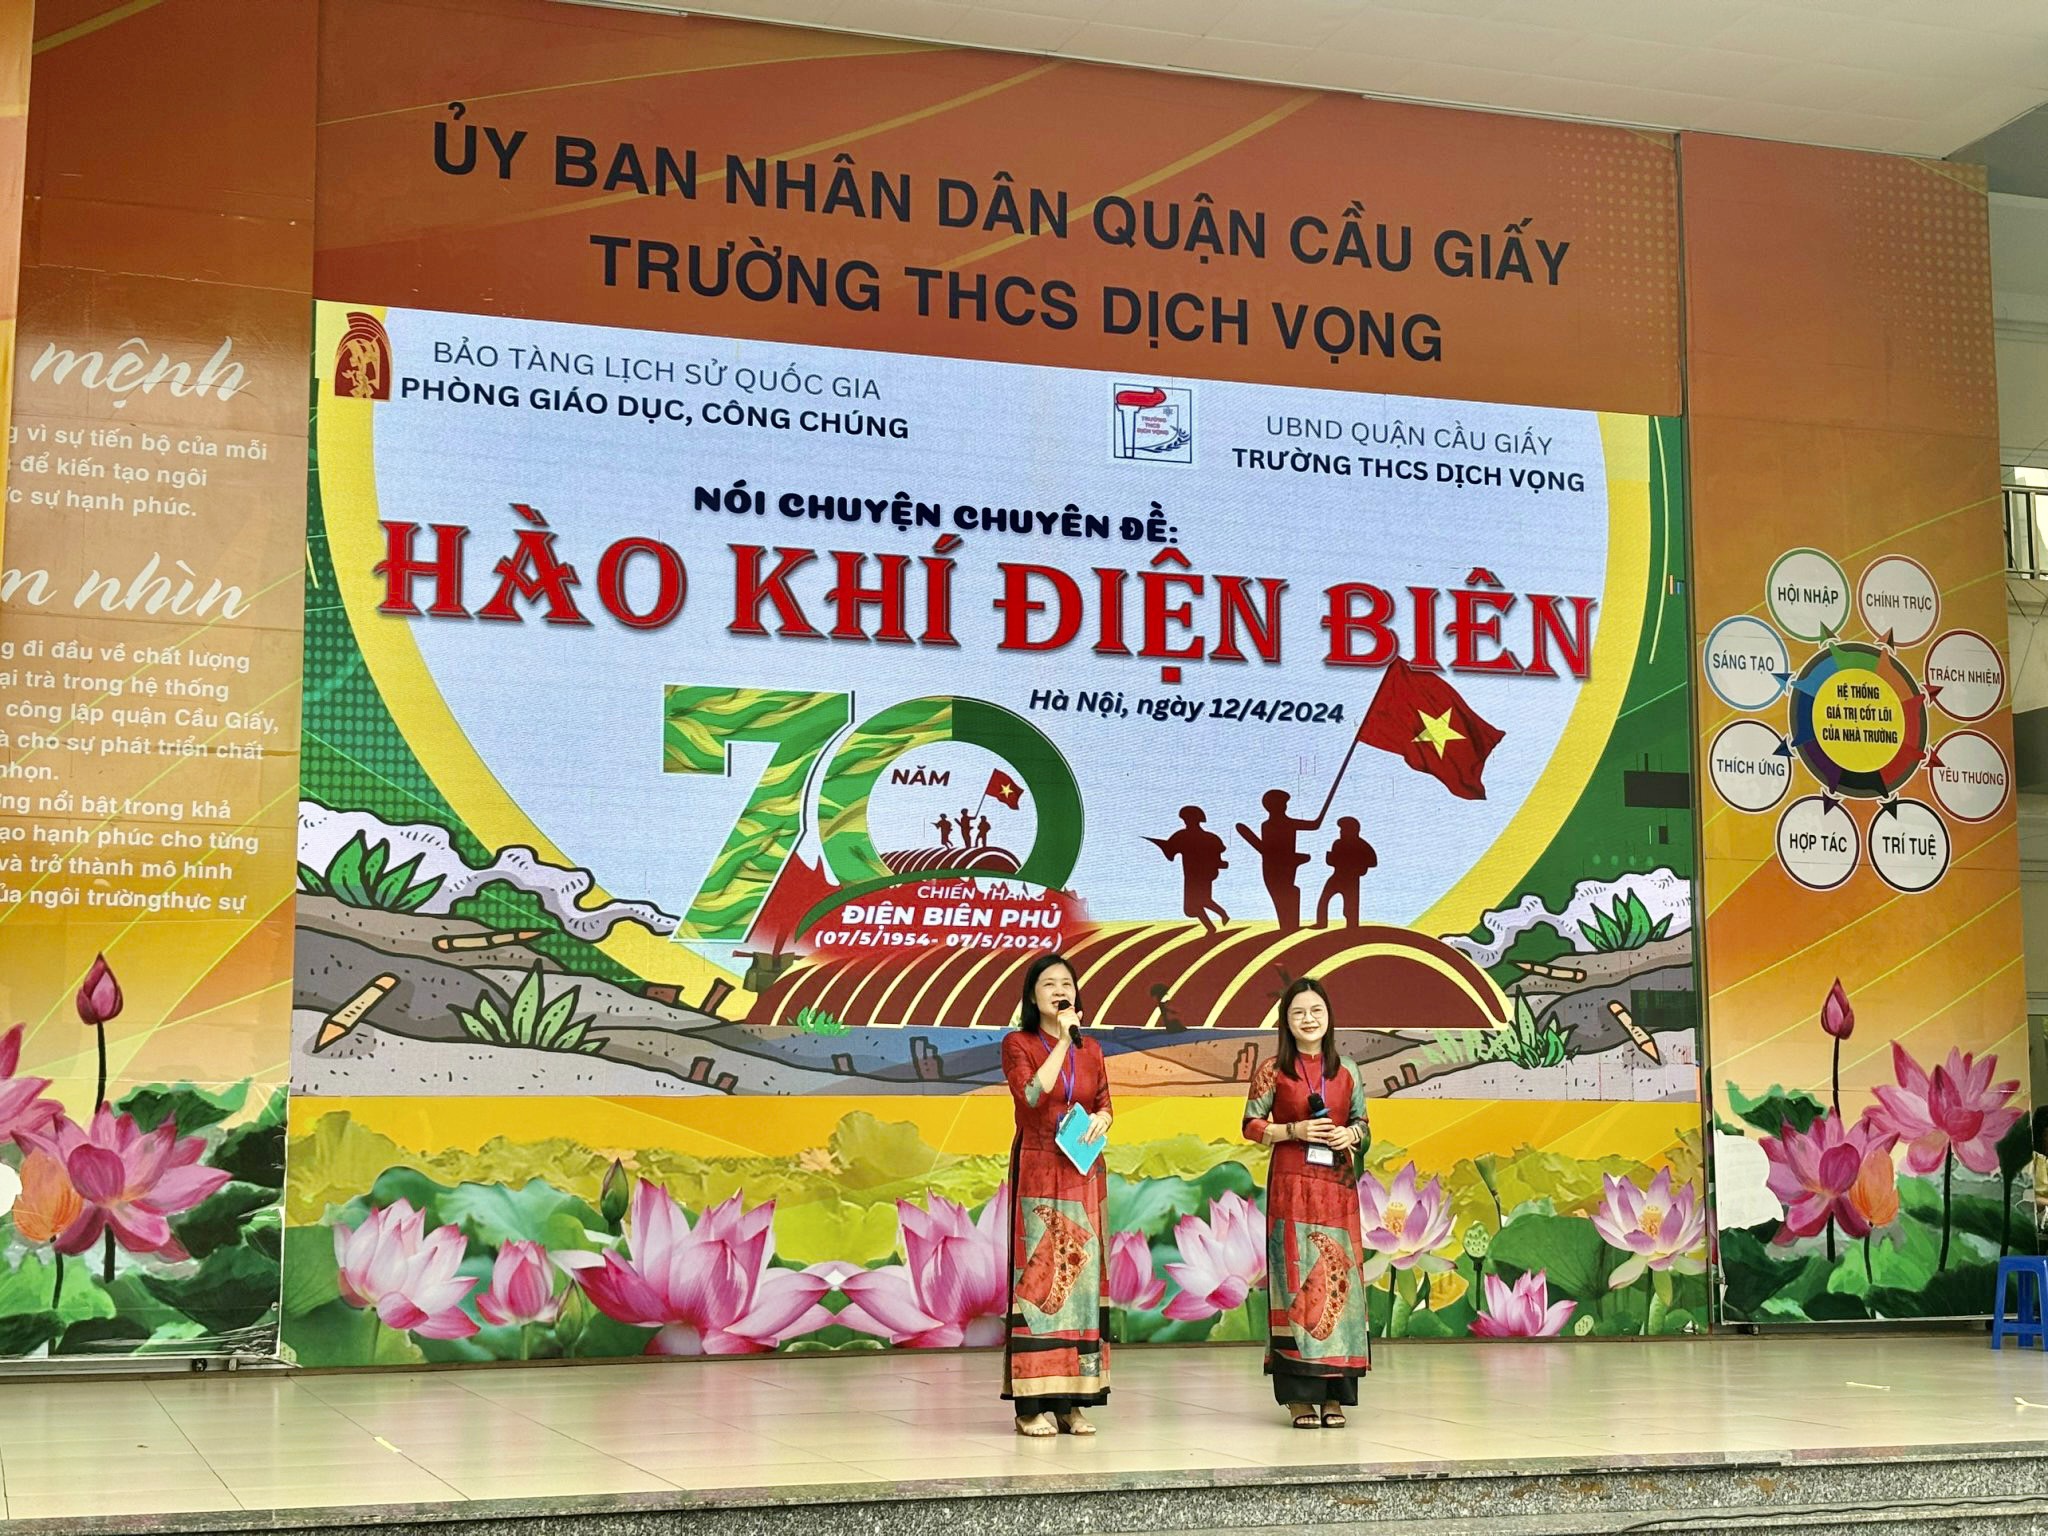 ỦY BAN NHÂN DÂN QUẬN CẦU GIẤY
TRƯỜNG THCS DỊCH VỌNG
BẢO TÀNG LỊCH SỬ QUỐC GIA
PHÒNG GIÁO DỤC, CÔNG CHÚNG
TRƯỜNG
THCS
DỊCH VỌNG
UBND QUẬN CẦU GIẤY
TRƯỜNG THCS DỊCH VỌNG
NÓI CHUYỆN CHUYÊN ĐỀ:
HÀO KHÍ ĐIỆN BIÊN
Hà Nội, ngày 12/4/2024
70
NĂM
CHIẾN THẮNG
ĐIỆN BIÊN PHỦ
(07/5/1954- 07/5/2024)
mệnh
vì sự tiến bộ của mỗi
để kiến tạo ngôi
sự hạnh phúc.
nhìn
đi đầu về chất lượng
trà trong hệ thống
công lập quận Cầu Giấy,
cho sự phát triển chất
nhọn.
nổi bật trong khả
hạnh phúc cho từng
và trở thành mô hình
ngôi trườngthực sự
HỘI NHẬP
CHÍNH TRỰC
SÁNG TẠO
TRÁCH NHIỆM
HỆ THỐNG
GIÁ TRỊ CỐT LÕI
CỦA NHÀ TRƯỜNG
THÍCH ỨNG
YÊU THƯƠNG
HỢP TÁC
TRÍ TUỆ